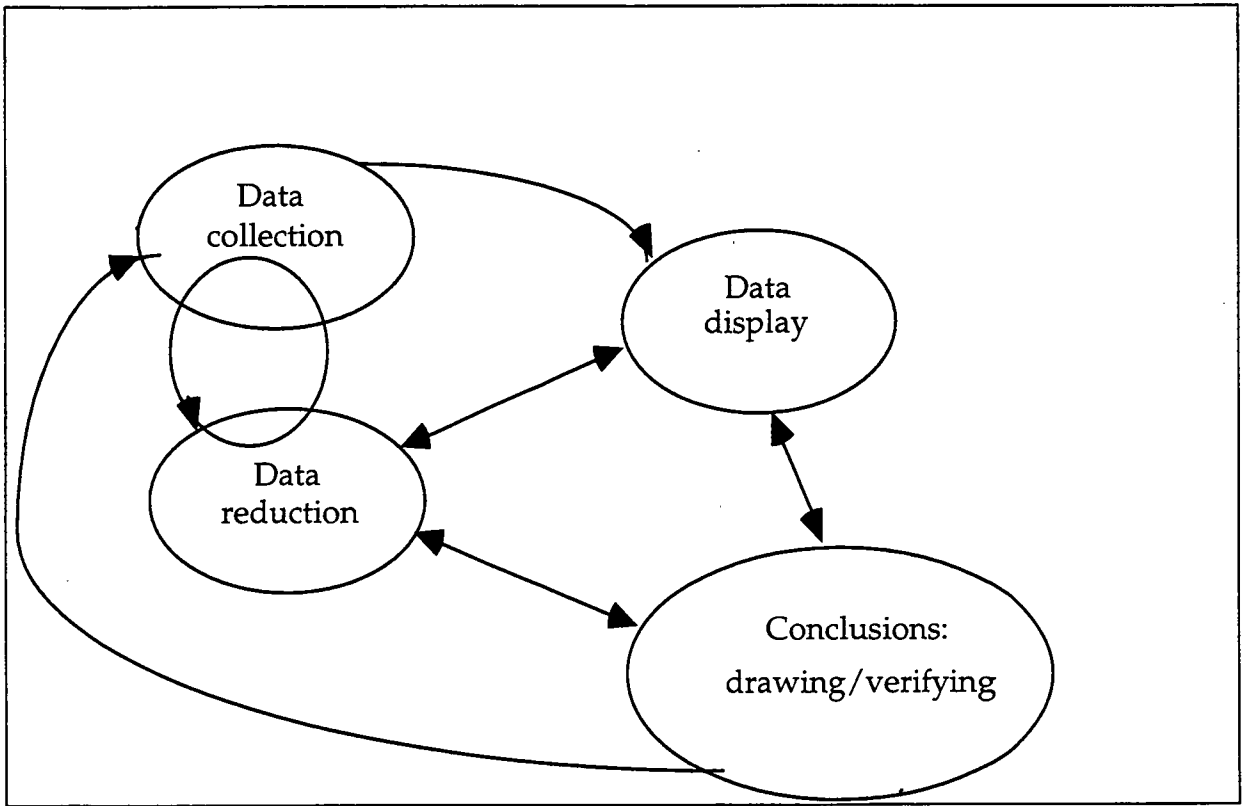 Data
collection
Data
display
Data
reduction
Conclusions:
drawing/verifying